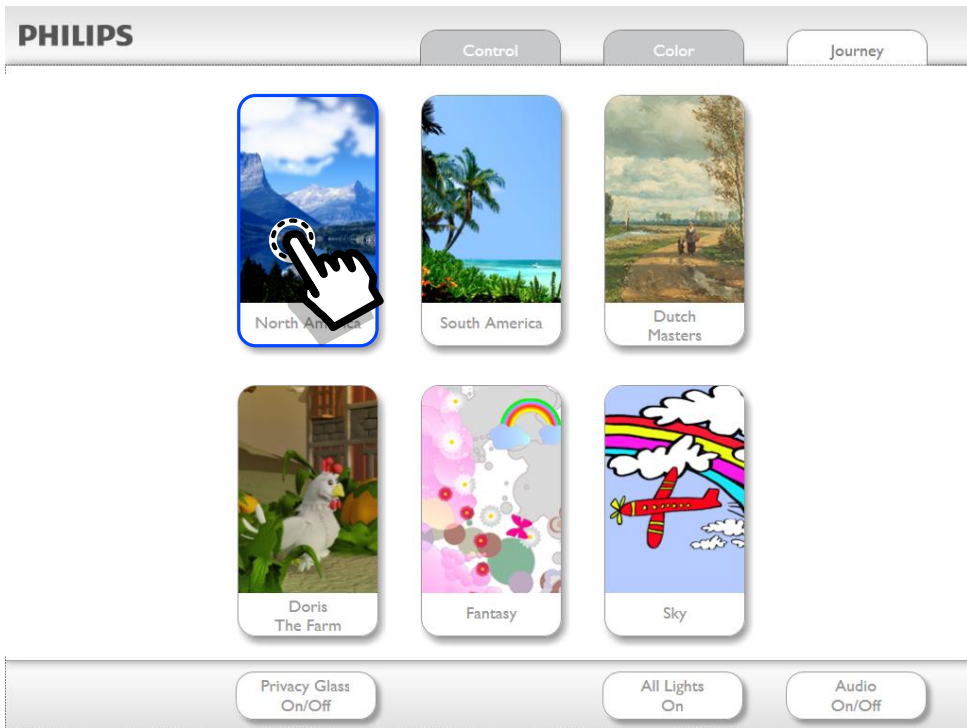 PHILIPS
Control
Color
Journey
North America
South America
Dutch
Masters
Doris
The Farm
Fantasy
Sky
Privacy Glass
On/Off
All Lights
On
Audio
On/Off